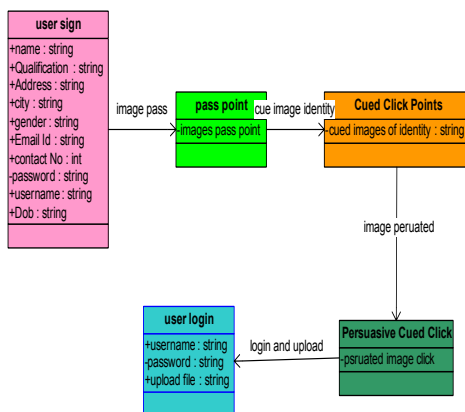 user sign
+name : string
+Qualification : string
+Address : string
+city : string
+gender : string
+Email Id : string
+contact No : int
-password : string
+username : string
+Dob : string
image pass
pass point
-images pass point
cue image identity
Cued Click Points
-cued images of identity : string
image peruated
Persuasive Cued Click
-psruated image click
login and upload
user login
+username : string
-password : string
+upload file : string